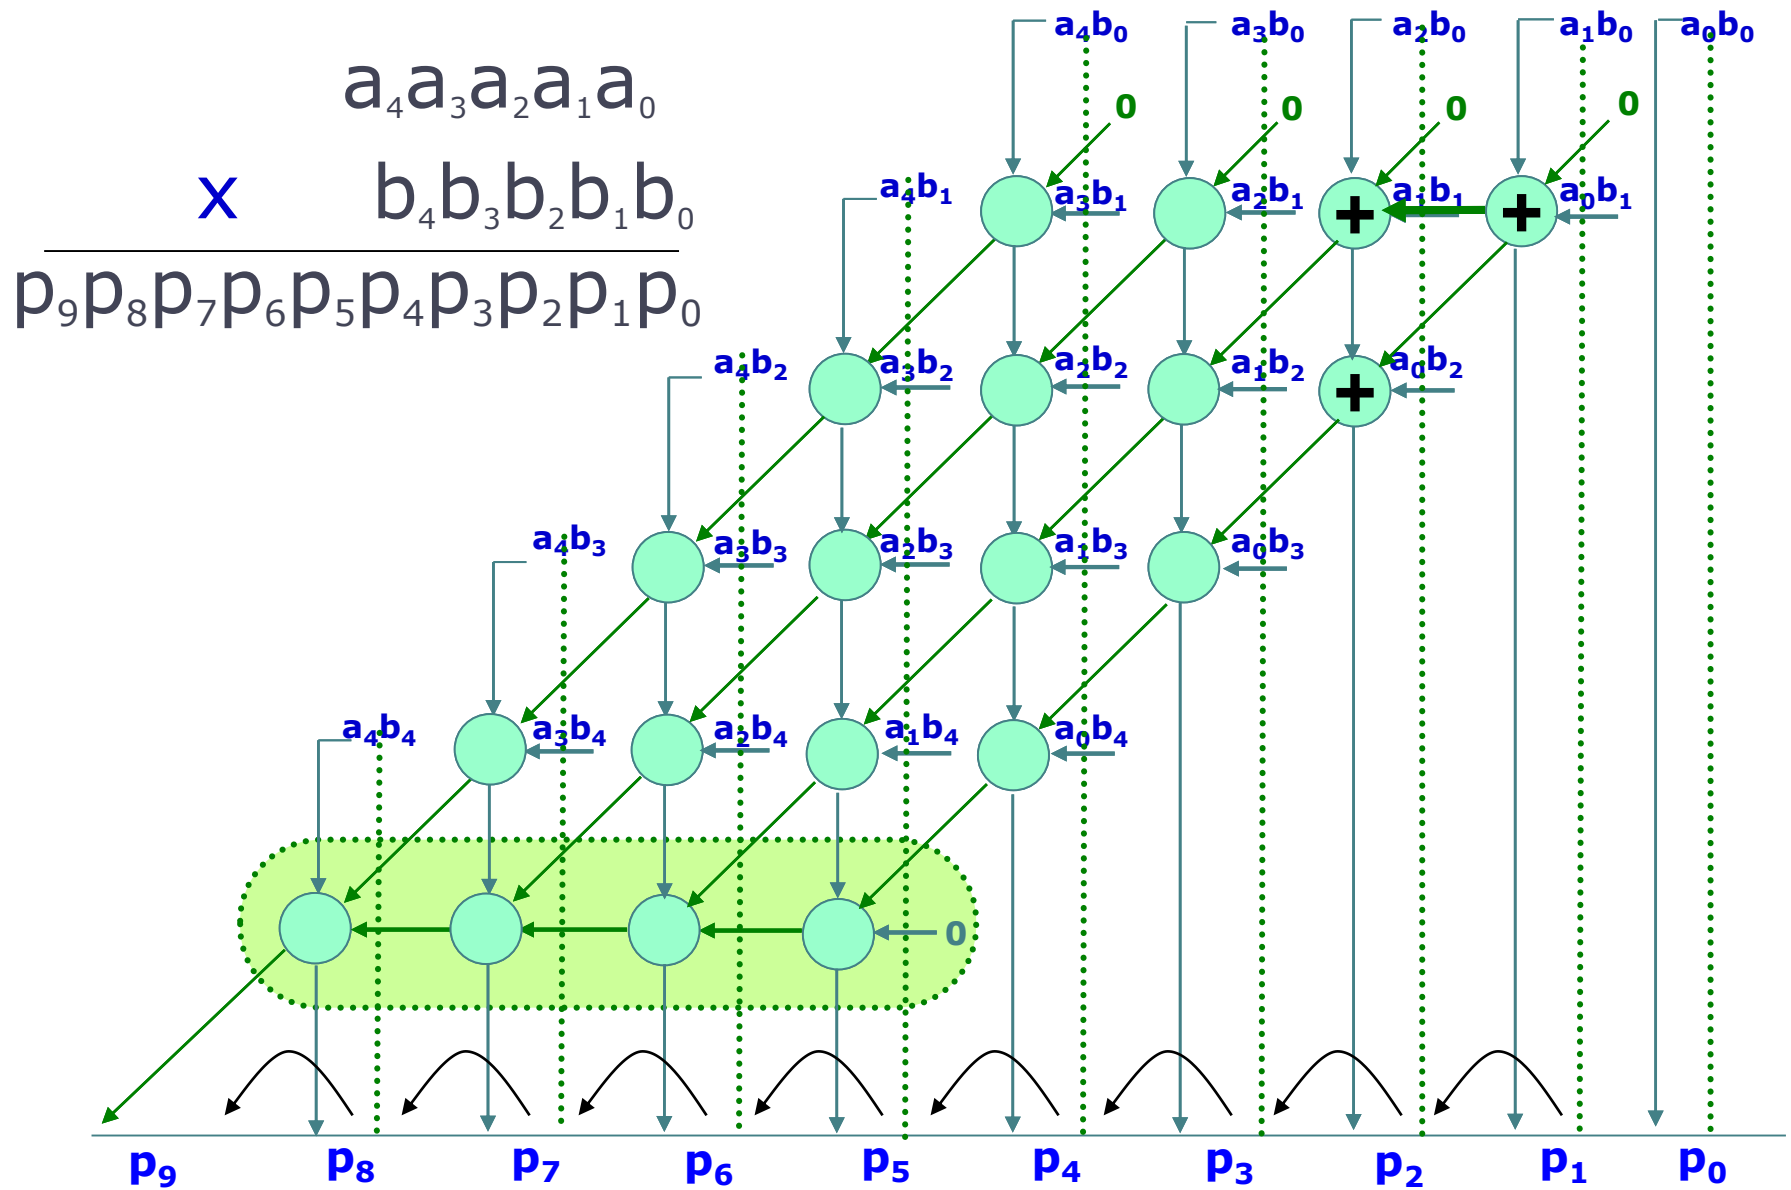 a₄b₀ a₃b₀ a₂b₀ a₁b₀ a₀b₀
a₄a₃a₂a₁a₀
0 0 0 0
x b₄b₃b₂b₁b₀
a₄b₁ a₃b₁ a₂b₁ + a₁b₁ + a₀b₁
p₉p₈p₇p₆p₅p₄p₃p₂p₁p₀
a₄b₂ a₃b₂ a₂b₂ a₁b₂ + a₀b₂
a₄b₃ a₃b₃ a₂b₃ a₁b₃ a₀b₃
a₄b₄ a₃b₄ a₂b₄ a₁b₄ a₀b₄
0
p₉ p₈ p₇ p₆ p₅ p₄ p₃ p₂ p₁ p₀